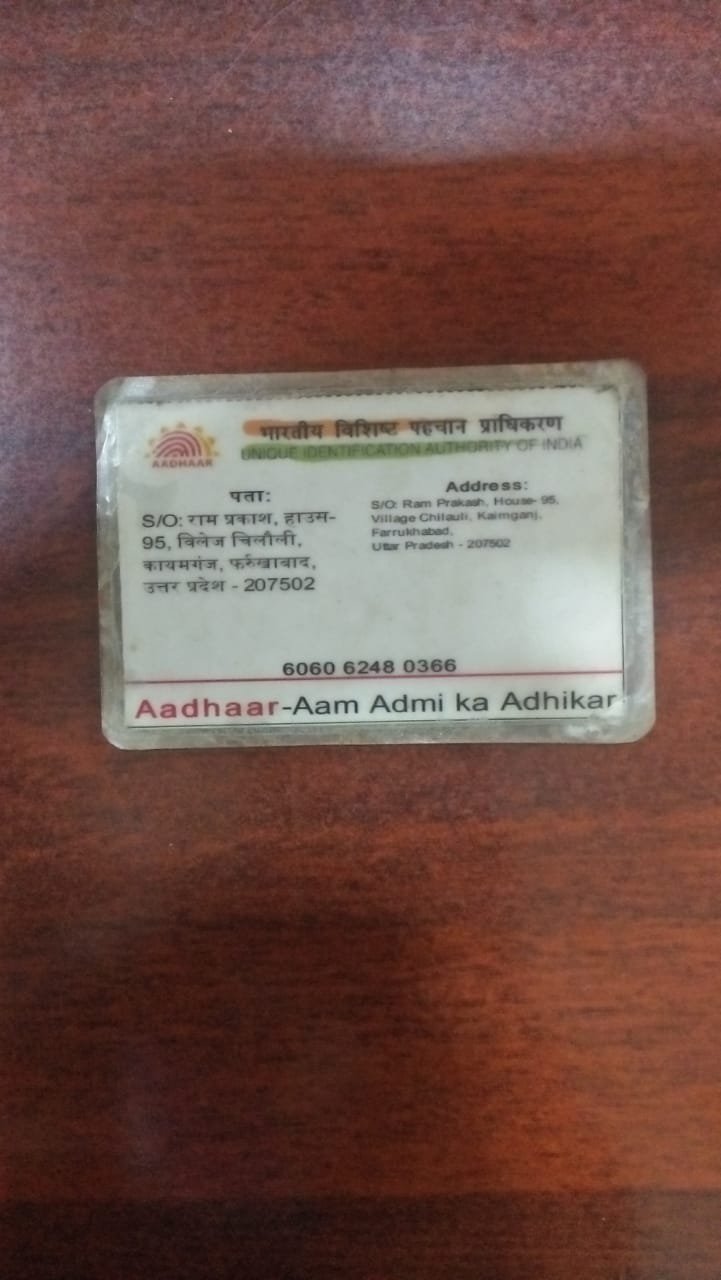 AADHAAR
भारतीय विशिष्ट पहचान प्राधिकरण
UNIQUE IDENTIFICATION AUTHORITY OF INDIA
पता:
S/O: राम प्रकाश, हाउस-
95, विलेज चिलौली,
कायमगंज, फर्रुखाबाद,
उत्तर प्रदेश - 207502
Address:
S/O: Ram Prakash, House- 95,
Village Chilauli, Kaimganj,
Farrukhabad,
Uttar Pradesh - 207502
6060 6248 0366
Aadhaar-Aam Admi ka Adhikar